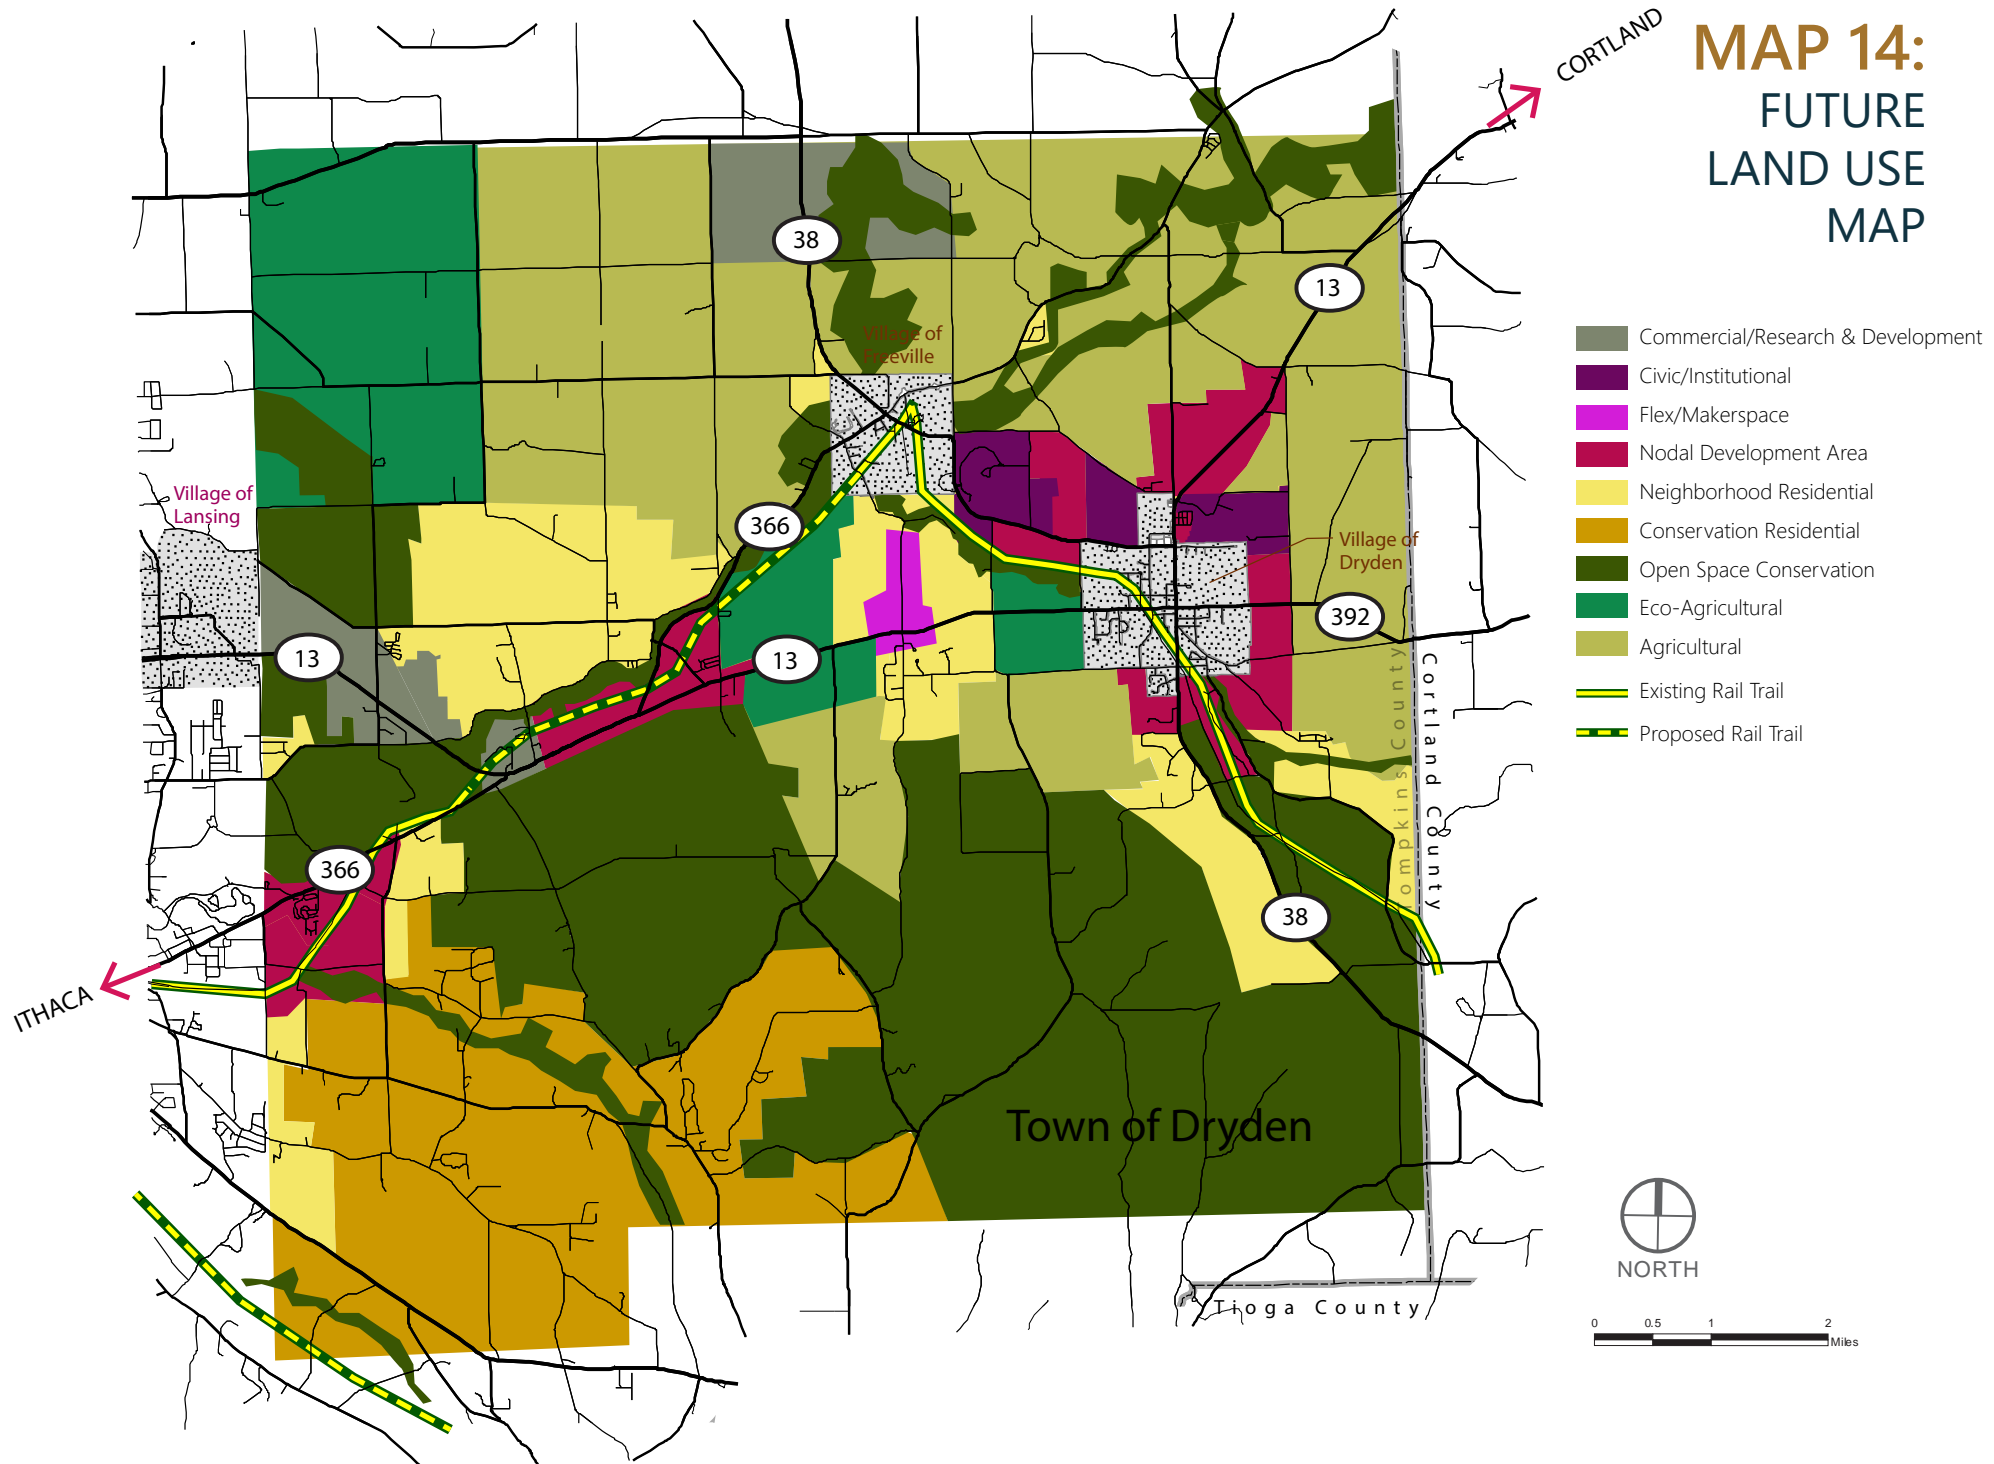 MAP 14:
FUTURE
LAND USE
MAP
CORTLAND
38
13
Village of
Freeville
Commercial/Research & Development
Civic/Institutional
Flex/Makerspace
Nodal Development Area
Neighborhood Residential
Conservation Residential
Open Space Conservation
Eco-Agricultural
Agricultural
Existing Rail Trail
Proposed Rail Trail
Village of
Lansing
366
Village of
Dryden
392
13
13
Tompkins County
Cortland County
366
38
ITHACA
Town of Dryden
NORTH
Tioga County
0 0.5 1 2
Miles